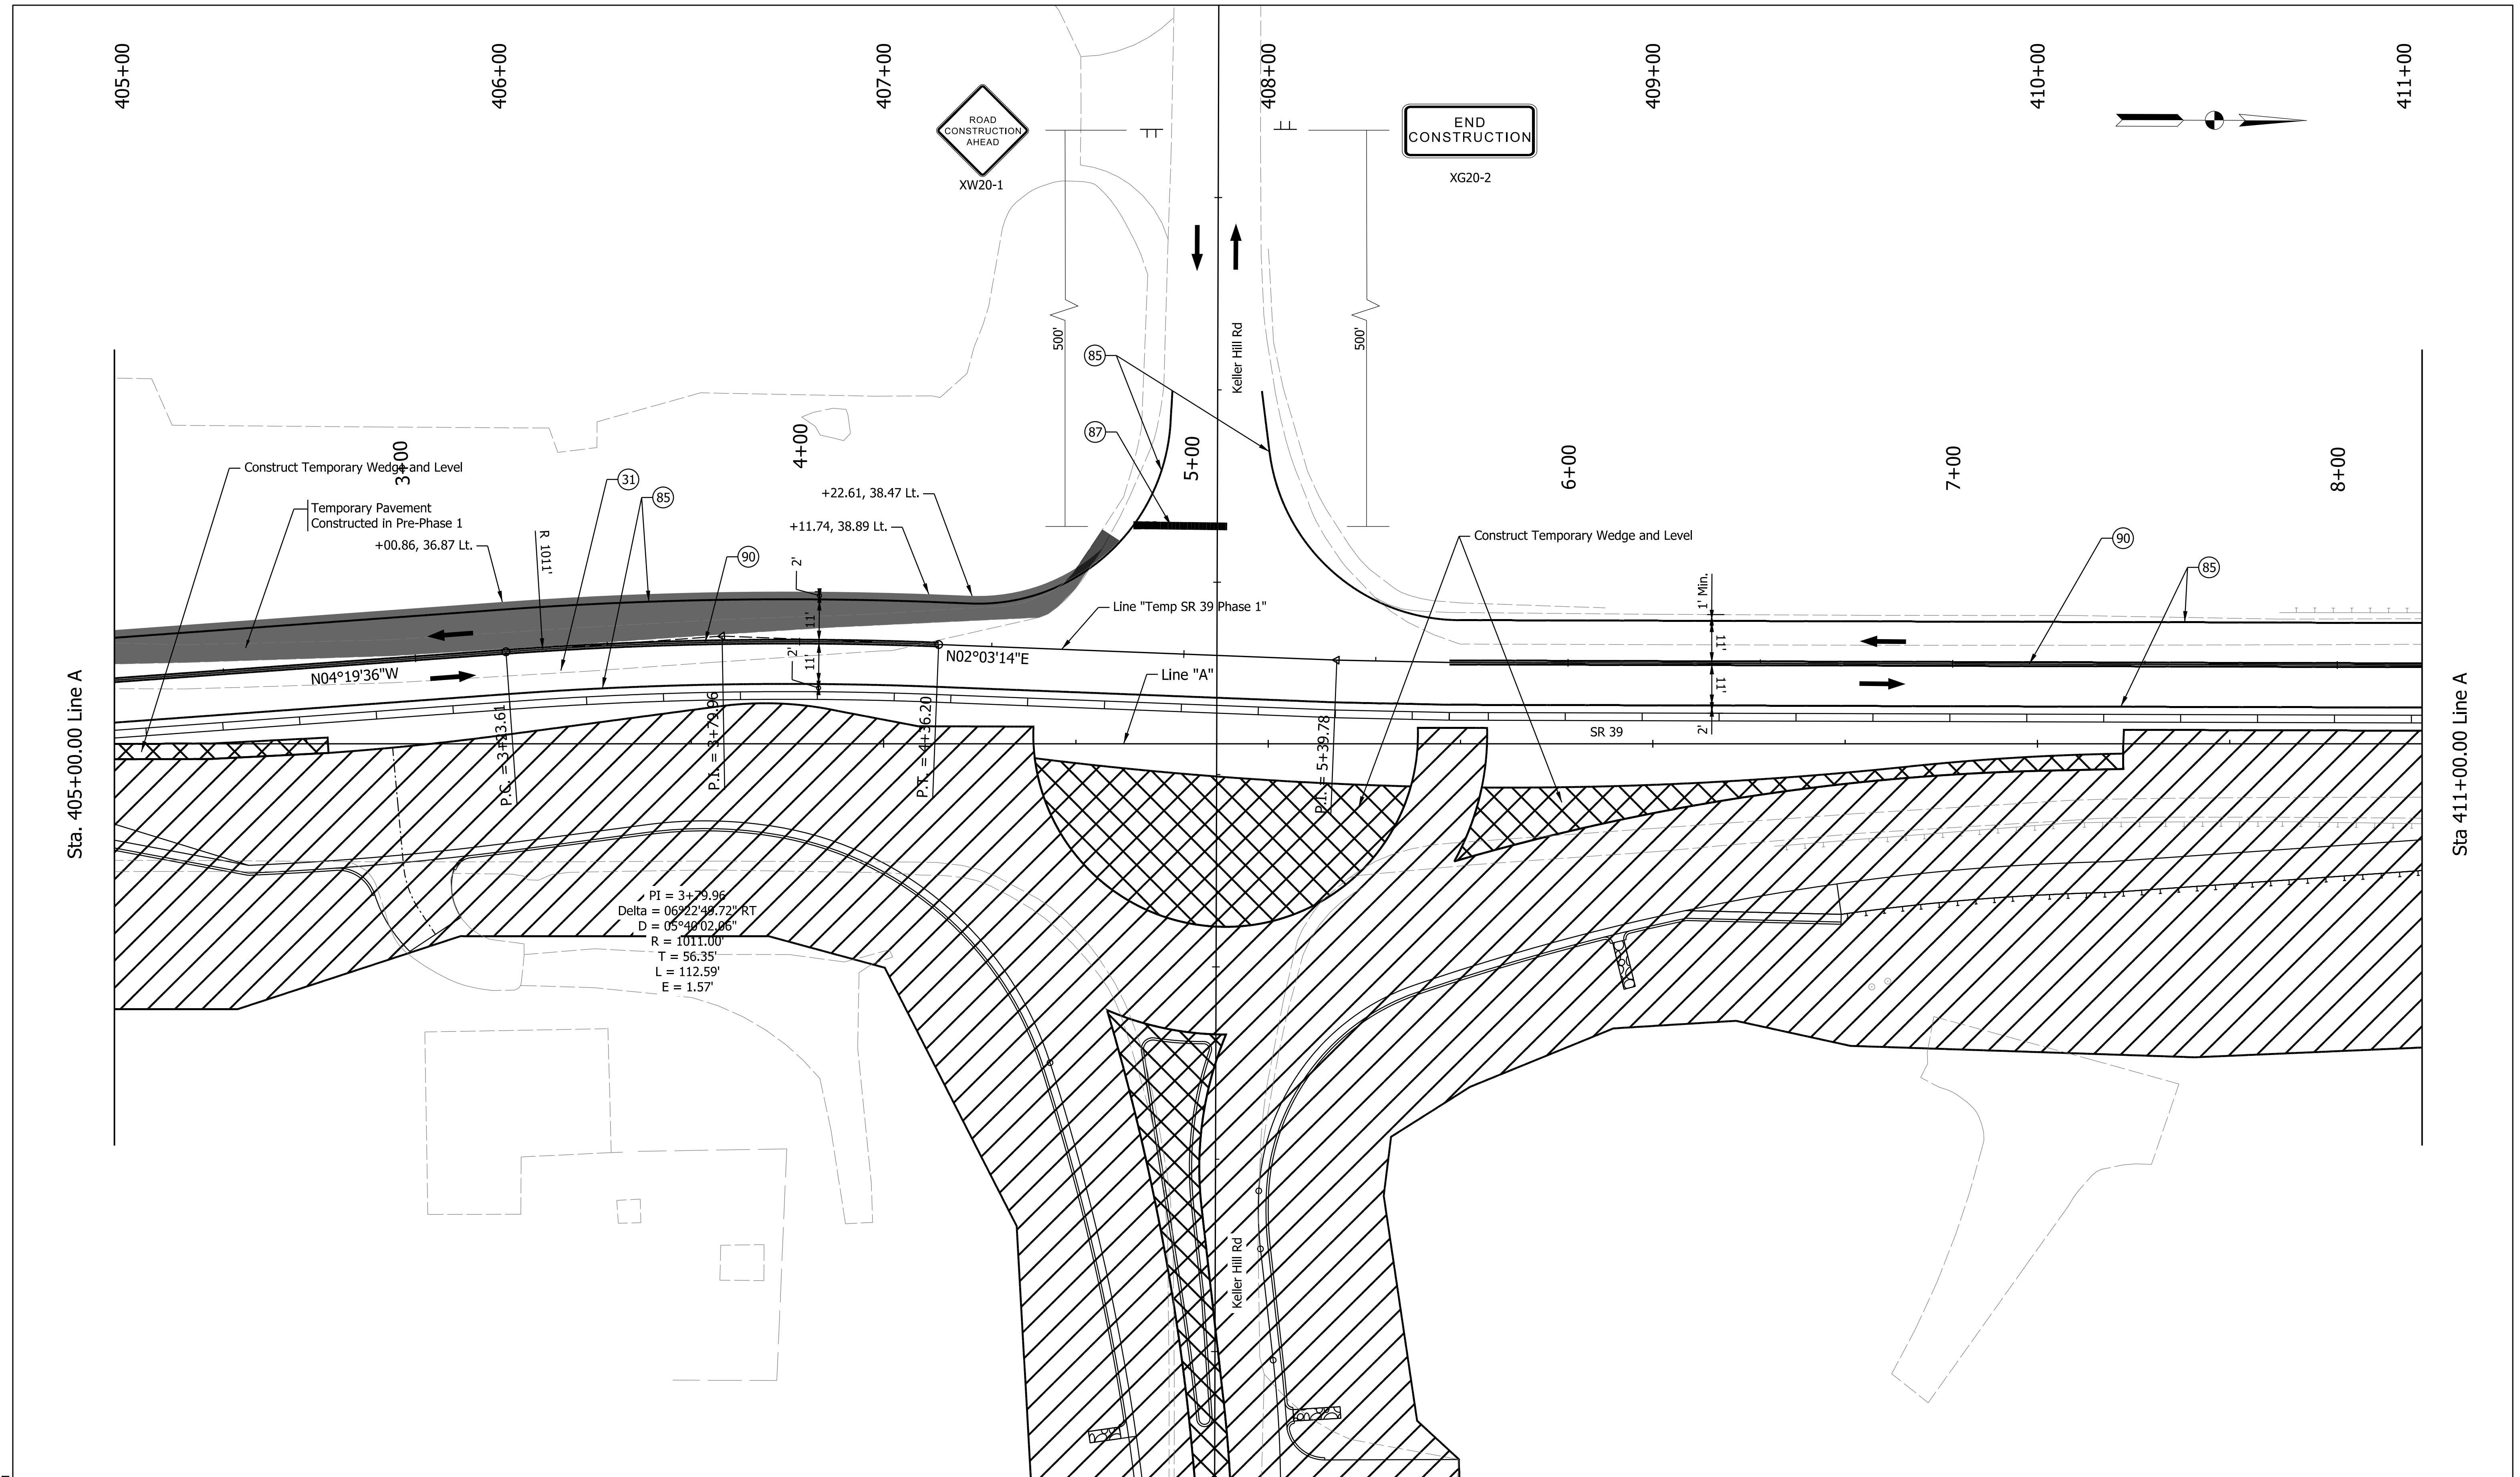 405+00
406+00
407+00
408+00
409+00
410+00
411+00
ROAD
CONSTRUCTION
AHEAD
XW20-1
END
CONSTRUCTION
XG20-2
500'
500'
Keller Hill Rd
85
87
3+00
4+00
5+00
6+00
7+00
8+00
Construct Temporary Wedge and Level
Temporary Pavement
Constructed in Pre-Phase 1
+00.86, 36.87 Lt.
R 1011'
31
85
90
2'
+22.61, 38.47 Lt.
+11.74, 38.89 Lt.
Construct Temporary Wedge and Level
90
85
1' Min.
11'
11'
2'
11'
2'
11'
Line "Temp SR 39 Phase 1"
N04°19'36"W
N02°03'14"E
Line "A"
SR 39
P.C. = 3+23.61
P.I. = 3+79.96
P.T. = 4+36.20
P.I. = 5+39.78
Sta. 405+00.00 Line A
Sta 411+00.00 Line A
PI = 3+79.96
Delta = 06°22'49.72" RT
D = 05°40'02.06"
R = 1011.00'
T = 56.35'
L = 112.59'
E = 1.57'
Keller Hill Rd